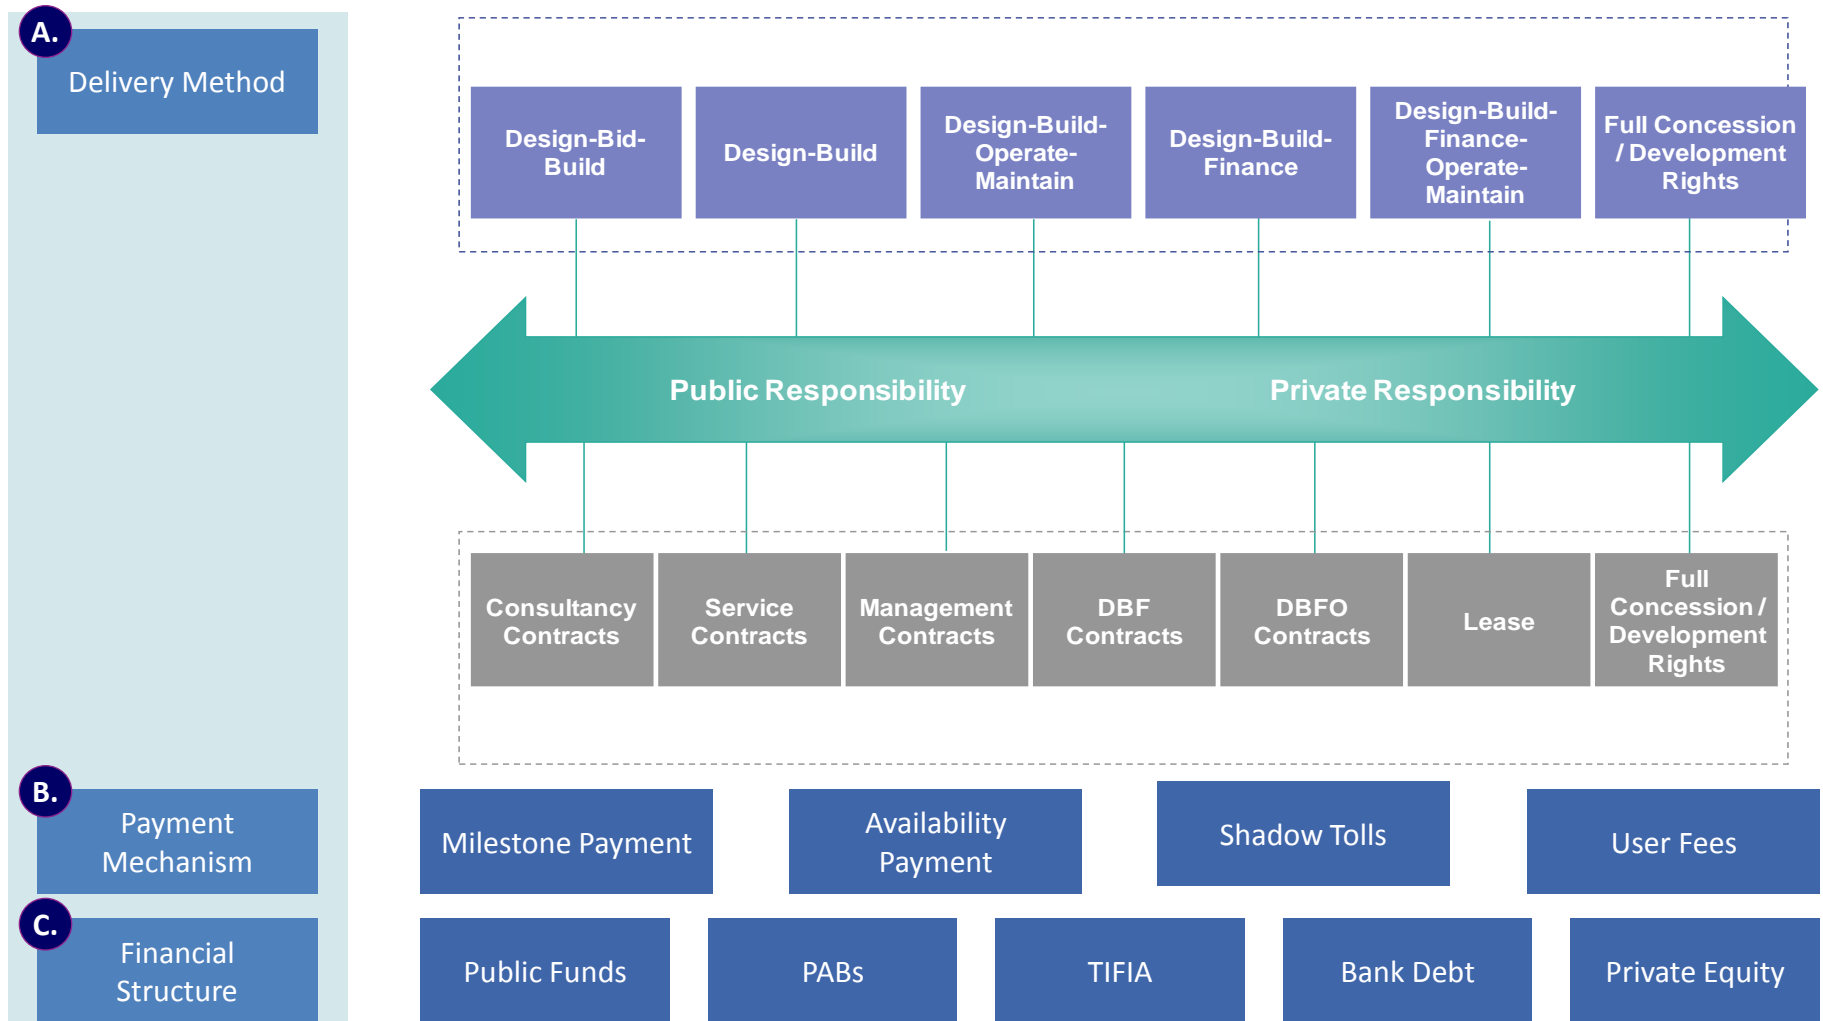 A.
Delivery Method
Design-Bid-
Build
Design-Build
Design-Build-
Operate-
Maintain
Design-Build-
Finance
Design-Build-
Finance-
Operate-
Maintain
Full Concession
/ Development
Rights
Public Responsibility
Private Responsibility
Consultancy
Contracts
Service
Contracts
Management
Contracts
DBF
Contracts
DBFO
Contracts
Lease
Full
Concession /
Development
Rights
B.
Payment
Mechanism
Milestone Payment
Availability
Payment
Shadow Tolls
User Fees
C.
Financial
Structure
Public Funds
PABs
TIFIA
Bank Debt
Private Equity